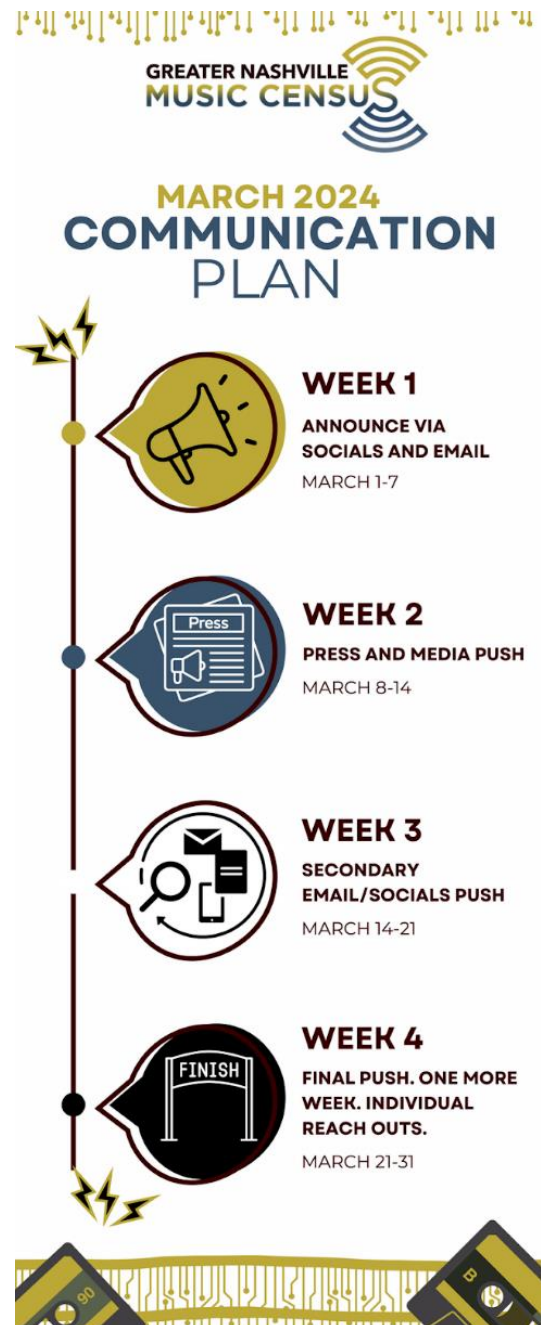 GREATER NASHVILLE
MUSIC CENSUS
MARCH 2024
COMMUNICATION
PLAN
WEEK 1
ANNOUNCE VIA
SOCIALS AND EMAIL
MARCH 1-7
Press
WEEK 2
PRESS AND MEDIA PUSH
MARCH 8-14
WEEK 3
SECONDARY
EMAIL/SOCIALS PUSH
MARCH 14-21
FINISH
WEEK 4
FINAL PUSH. ONE MORE
WEEK. INDIVIDUAL
REACH OUTS.
MARCH 21-31
90
B